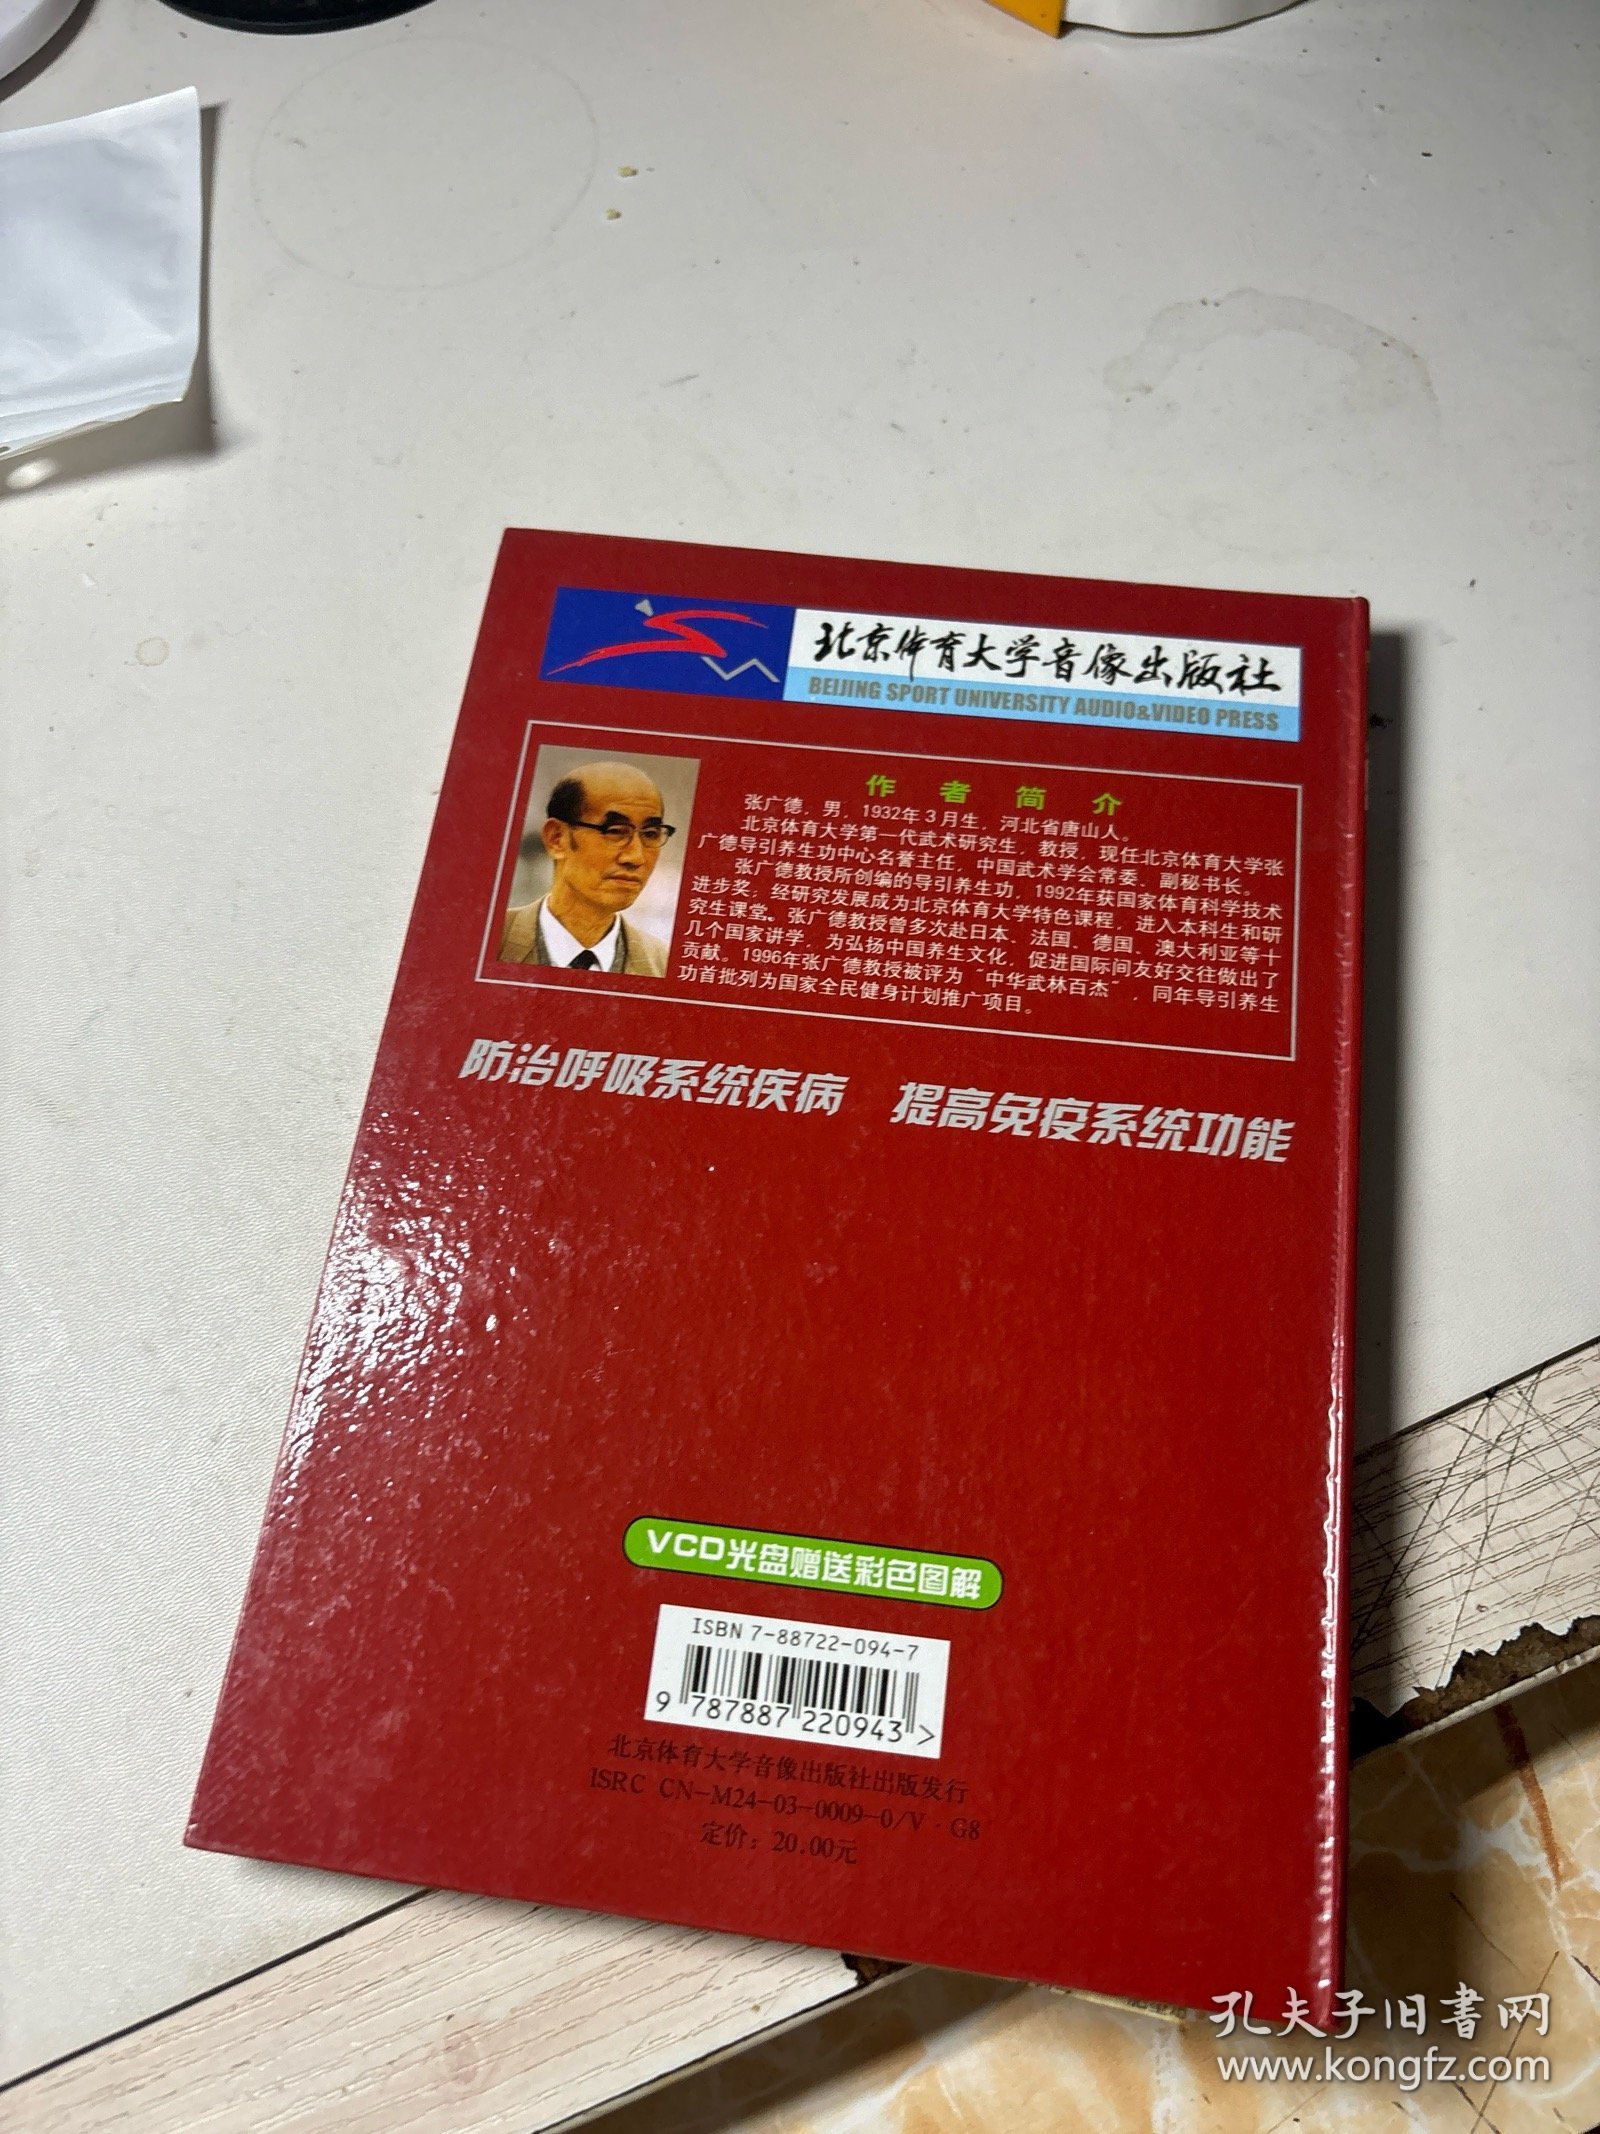 北京体育大学音像出版社
BEIJING SPORT UNIVERSITY AUDIO&VIDEO PRESS
作者简介
张广德，男，1932年3月生，河北省唐山人。
北京体育大学第一代武术研究生，教授，现任北京体育大学张
广德导引养生功中心名誉主任，中国武术学会常委、副秘书长。
张广德教授所创编的导引养生功，1992年获国家体育科学技术
进步奖；经研究发展成为北京体育大学特色课程，进入本科生和研
究生课堂。张广德教授曾多次赴日本、法国、德国、澳大利亚等十
几个国家讲学，为弘扬中国养生文化，促进国际间友好交往做出了
贡献。1996年张广德教授被评为“中华武林百杰”，同年导引养生
功首批列为国家全民健身计划推广项目。
防治呼吸系统疾病 提高免疫系统功能
VCD光盘赠送彩色图解
ISBN 7-88722-094-7
9 787887 220943 >
北京体育大学音像出版社出版发行
ISRC CN-M24-03-0009-0/V·G8
定价：20.00元
孔夫子旧书网
www.kongfz.com